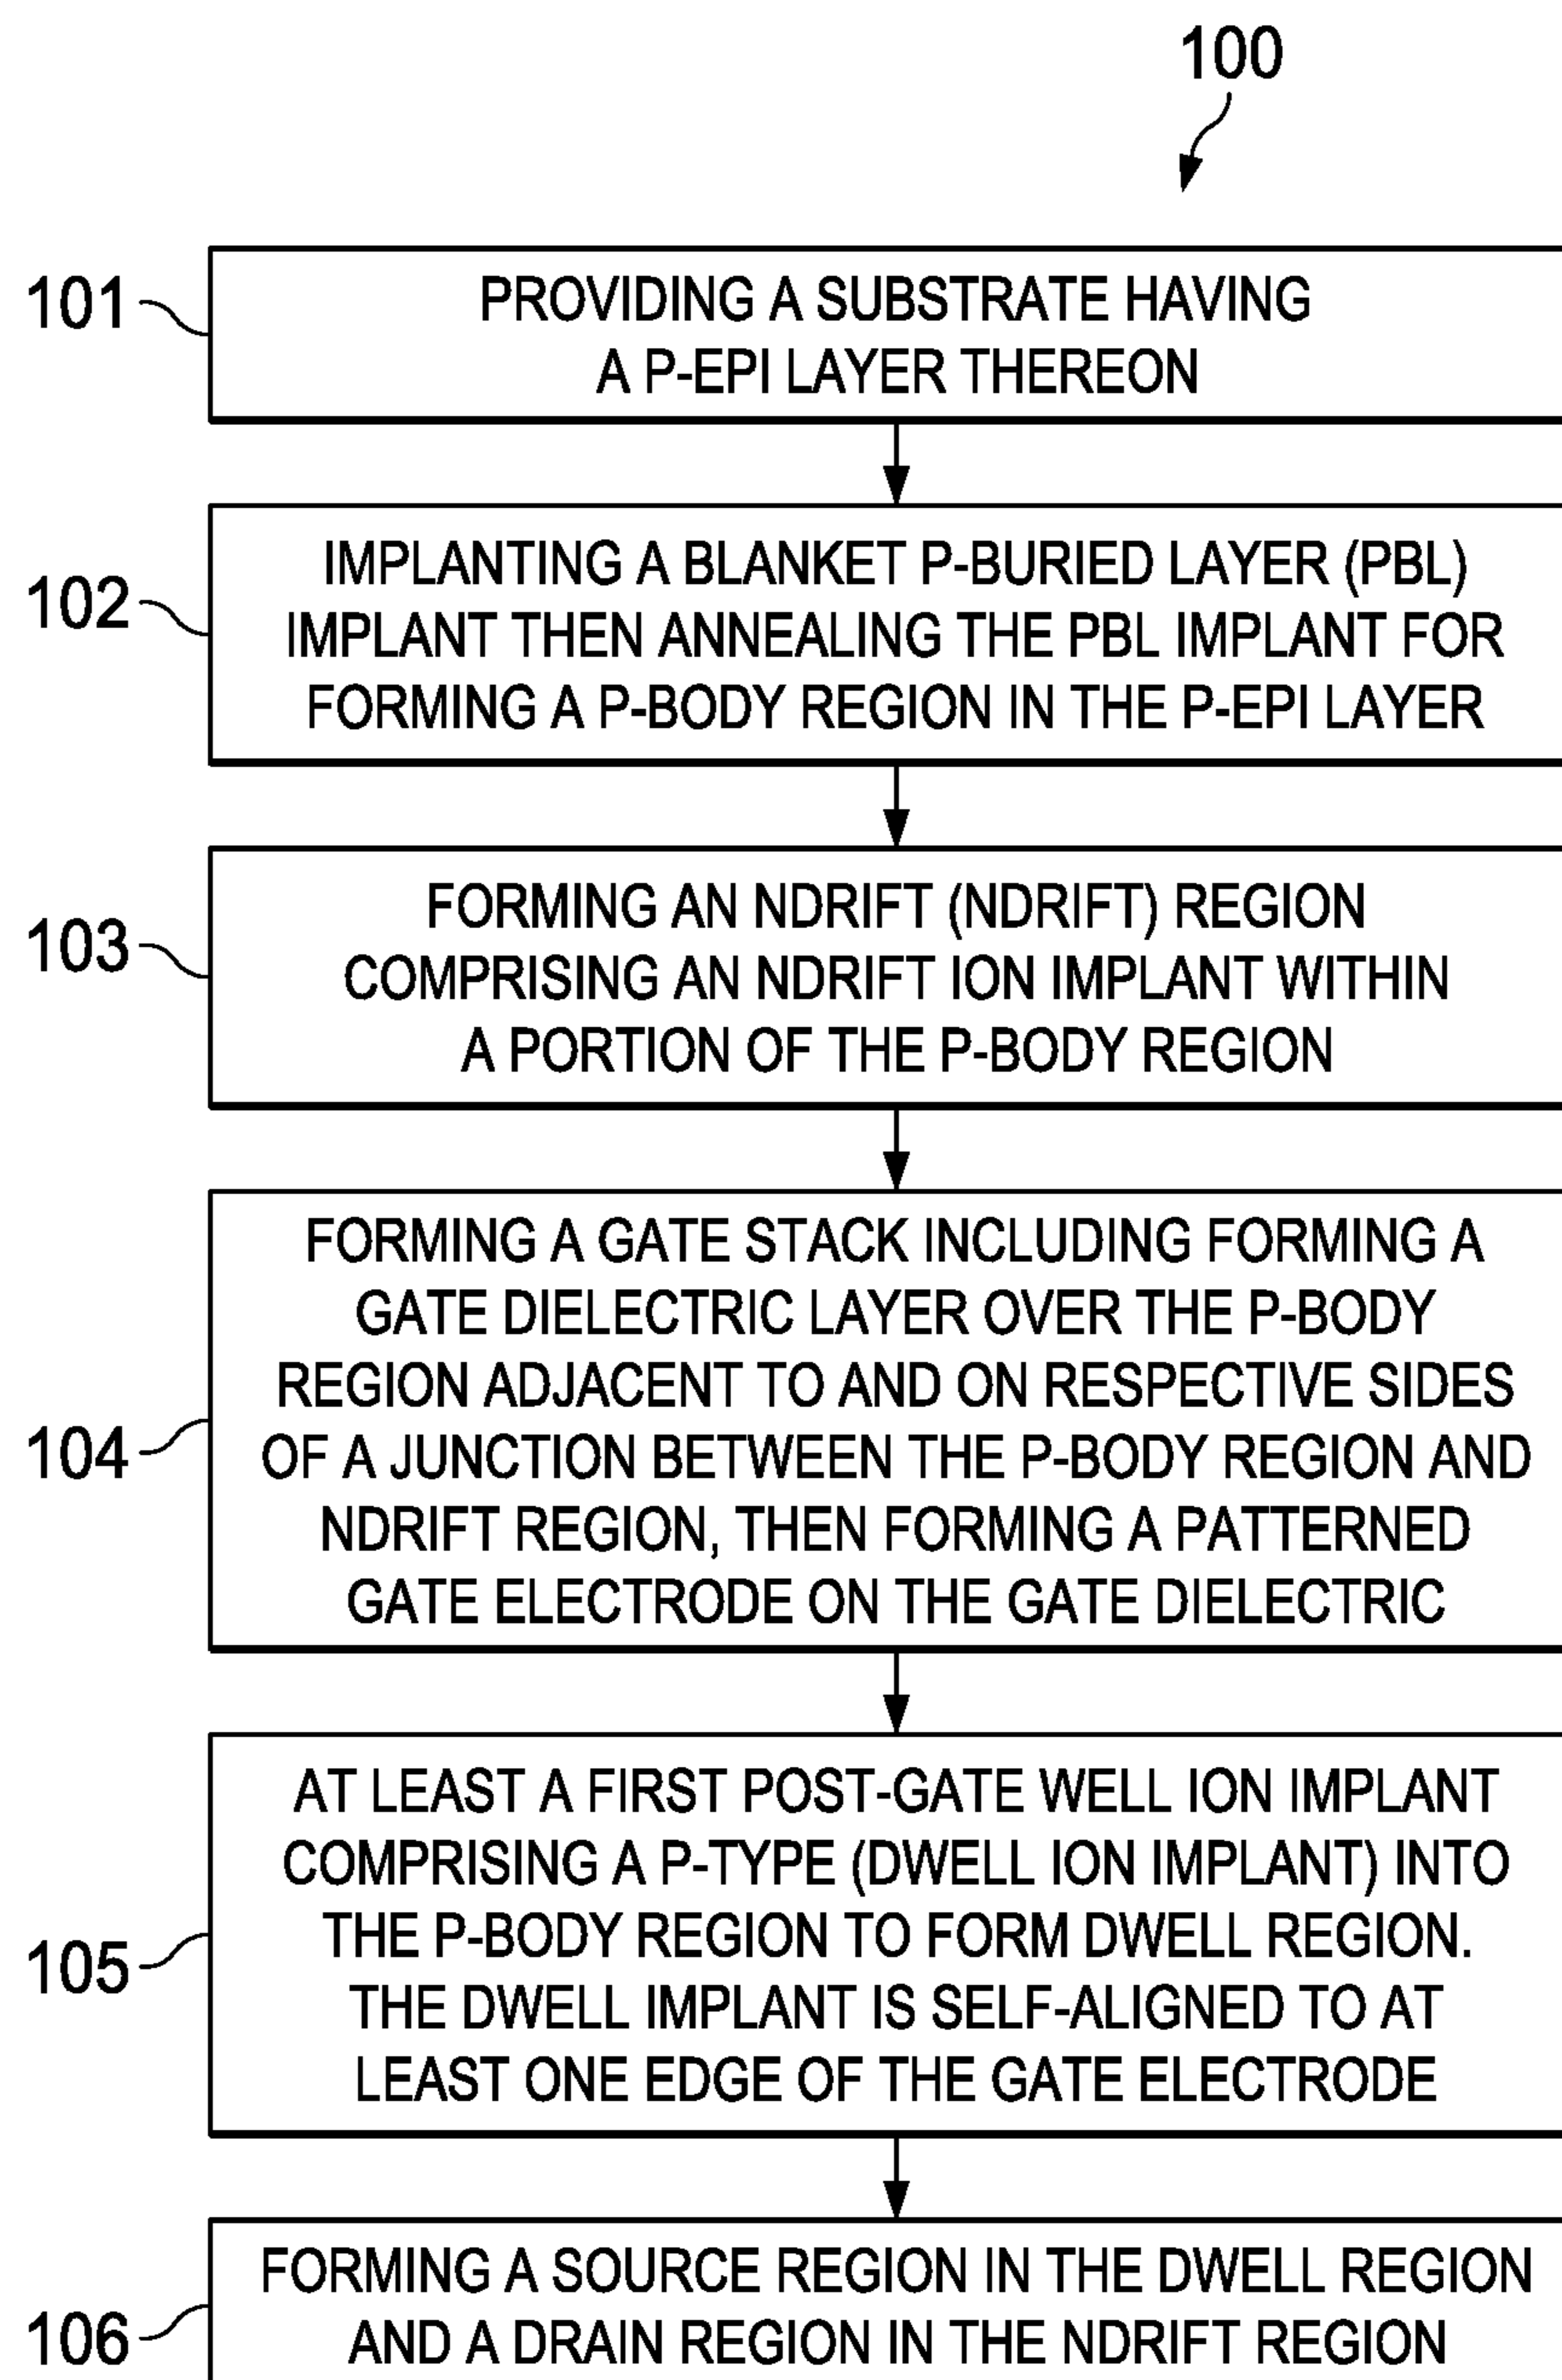 100
101
PROVIDING A SUBSTRATE HAVING
A P-EPI LAYER THEREON
102
IMPLANTING A BLANKET P-BURIED LAYER (PBL)
IMPLANT THEN ANNEALING THE PBL IMPLANT FOR
FORMING A P-BODY REGION IN THE P-EPI LAYER
103
FORMING AN NDRIFT (NDRIFT) REGION
COMPRISING AN NDRIFT ION IMPLANT WITHIN
A PORTION OF THE P-BODY REGION
104
FORMING A GATE STACK INCLUDING FORMING A
GATE DIELECTRIC LAYER OVER THE P-BODY
REGION ADJACENT TO AND ON RESPECTIVE SIDES
OF A JUNCTION BETWEEN THE P-BODY REGION AND
NDRIFT REGION, THEN FORMING A PATTERNED
GATE ELECTRODE ON THE GATE DIELECTRIC
105
AT LEAST A FIRST POST-GATE WELL ION IMPLANT
COMPRISING A P-TYPE (DWELL ION IMPLANT) INTO
THE P-BODY REGION TO FORM DWELL REGION.
THE DWELL IMPLANT IS SELF-ALIGNED TO AT
LEAST ONE EDGE OF THE GATE ELECTRODE
106
FORMING A SOURCE REGION IN THE DWELL REGION
AND A DRAIN REGION IN THE NDRIFT REGION